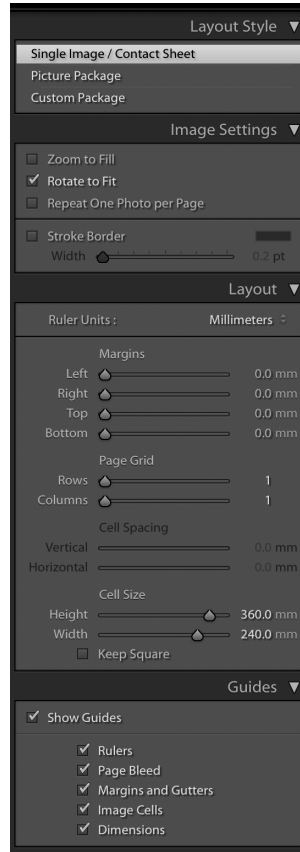 Layout Style
Single Image / Contact Sheet
Picture Package
Custom Package
Image Settings
Zoom to Fill
Rotate to Fit
Repeat One Photo per Page
Stroke Border
Width 0.2 pt
Layout
Ruler Units : Millimeters
Margins
Left 0.0 mm
Right 0.0 mm
Top 0.0 mm
Bottom 0.0 mm
Page Grid
Rows 1
Columns 1
Cell Spacing
Vertical 0.0 mm
Horizontal 0.0 mm
Cell Size
Height 360.0 mm
Width 240.0 mm
Keep Square
Guides
Show Guides
Rulers
Page Bleed
Margins and Gutters
Image Cells
Dimensions